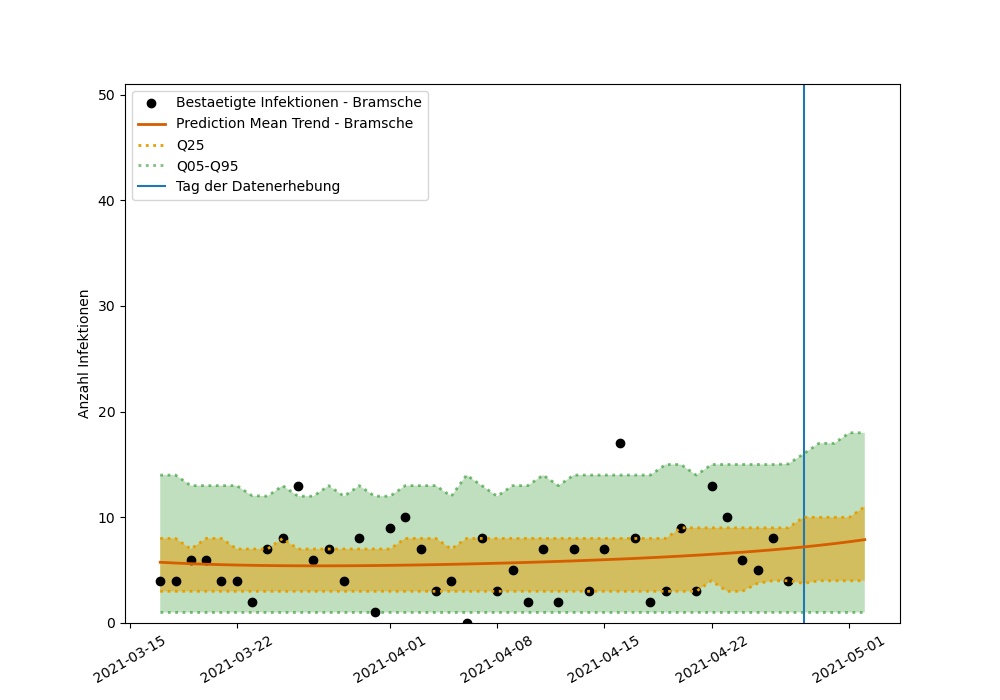 50
40
30
20
10
0
Anzahl Infektionen
Bestaetigte Infektionen - Bramsche
Prediction Mean Trend - Bramsche
Q25
Q05-Q95
Tag der Datenerhebung
2021-03-15
2021-03-22
2021-04-01
2021-04-08
2021-04-15
2021-04-22
2021-05-01